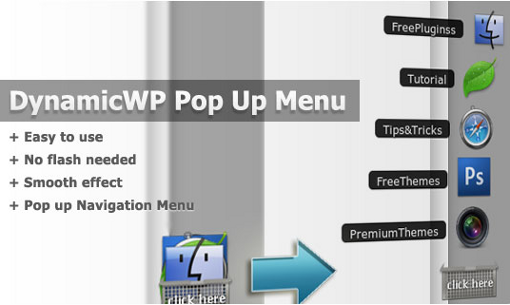 DynamicWP Pop Up Menu
+ Easy to use
+ No flash needed
+ Smooth effect
+ Pop up Navigation Menu
click here
FreePluginss
Tutorial
Tips&Tricks
FreeThemes
Ps
PremiumThemes
click here